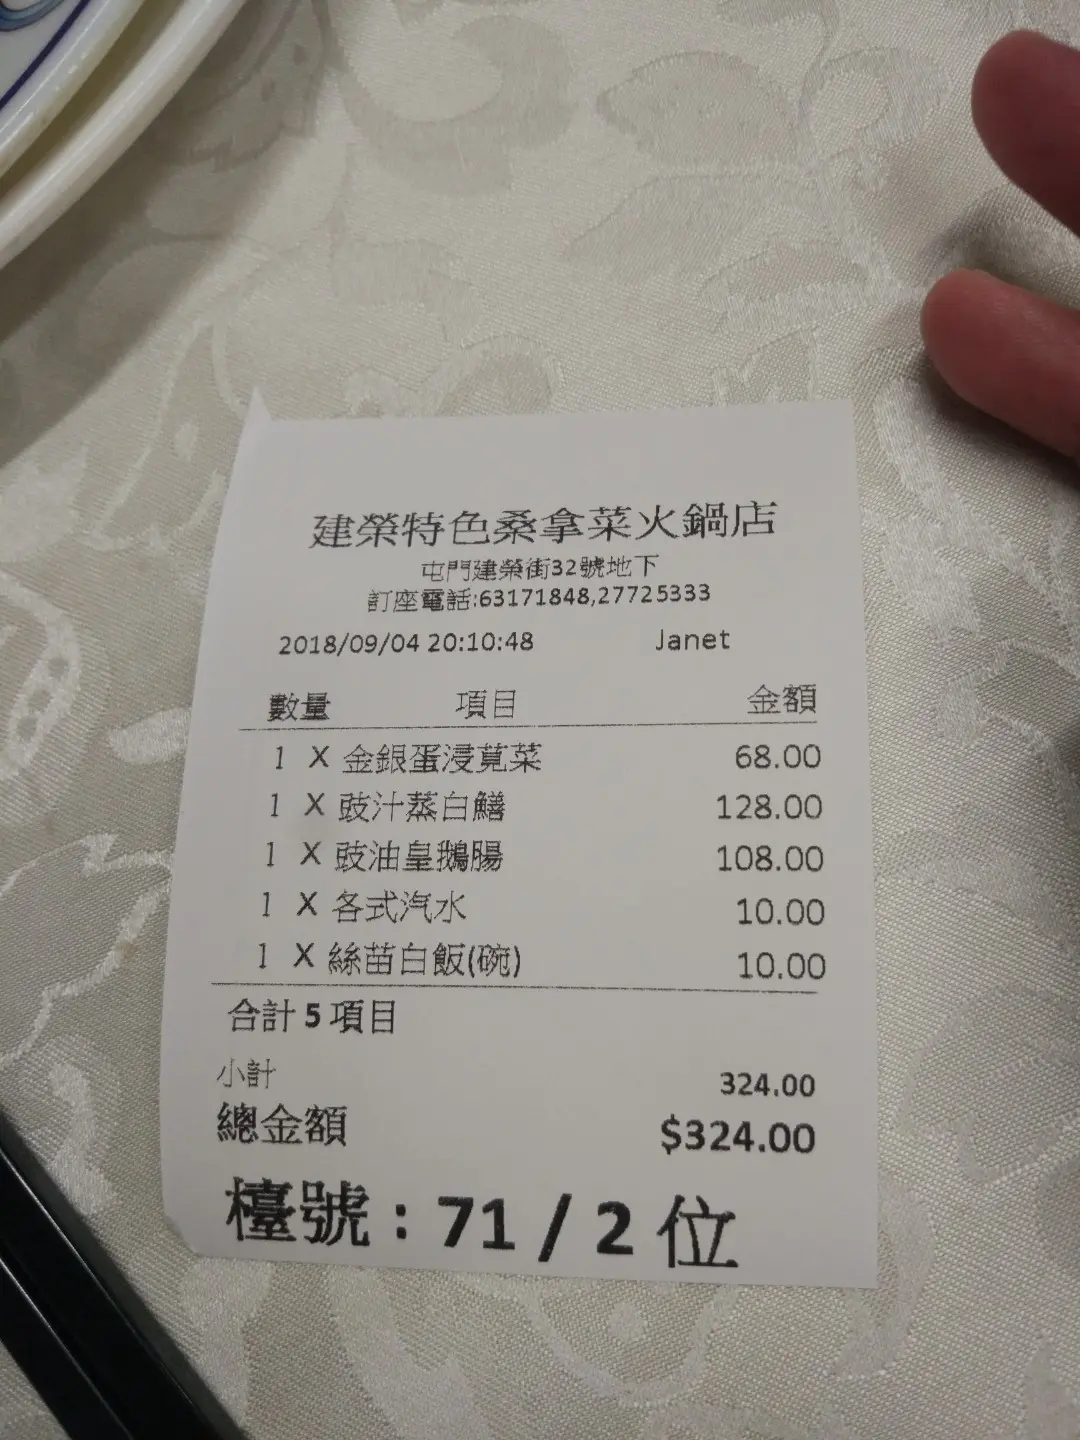 建榮特色桑拿菜火鍋店
屯門建榮街32號地下
訂座電話:63171848,27725333
2018/09/04 20:10:48 Janet
數量 項目 金額
1 X 金銀蛋浸莧菜 68.00
1 X 豉汁蒸白鱔 128.00
1 X 豉油皇鵝腸 108.00
1 X 各式汽水 10.00
1 X 絲苗白飯(碗) 10.00
合計 5 項目
小計 324.00
總金額 $324.00
檯號 : 71 / 2 位